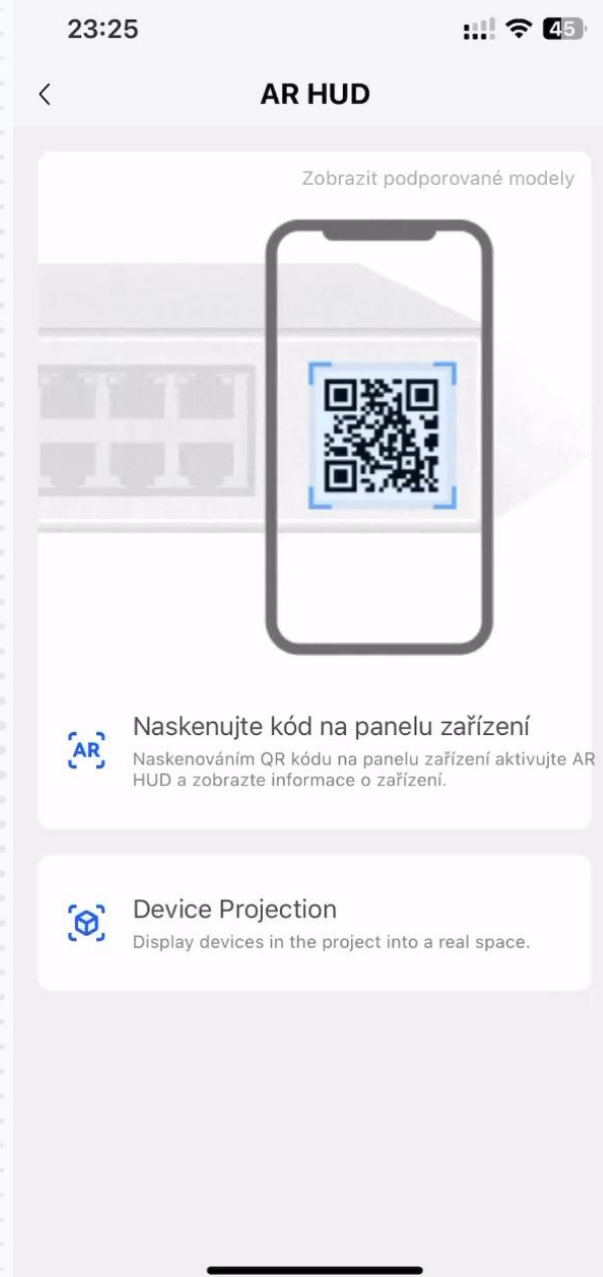 23:25
45
AR HUD
Zobrazit podporované modely
Naskenujte kód na panelu zařízení
AR
Naskenováním QR kódu na panelu zařízení aktivujte AR
HUD a zobrazte informace o zařízení.
Device Projection
Display devices in the project into a real space.